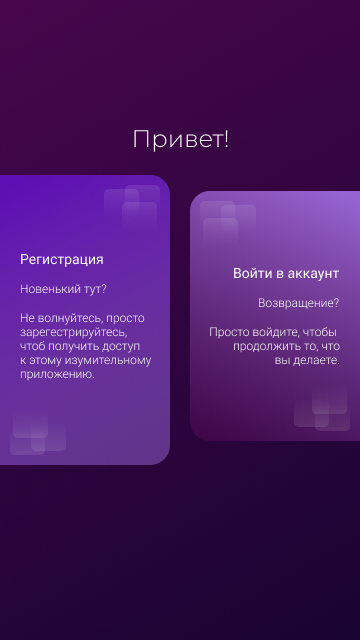 Привет!
Регистрация
Новенький тут?
Не волнуйтесь, просто
зарегестрируйтесь,
чтоб получить доступ
к этому изумительному
приложению.
Войти в аккаунт
Возвращение?
Просто войдите, чтобы
продолжить то, что
вы делаете.